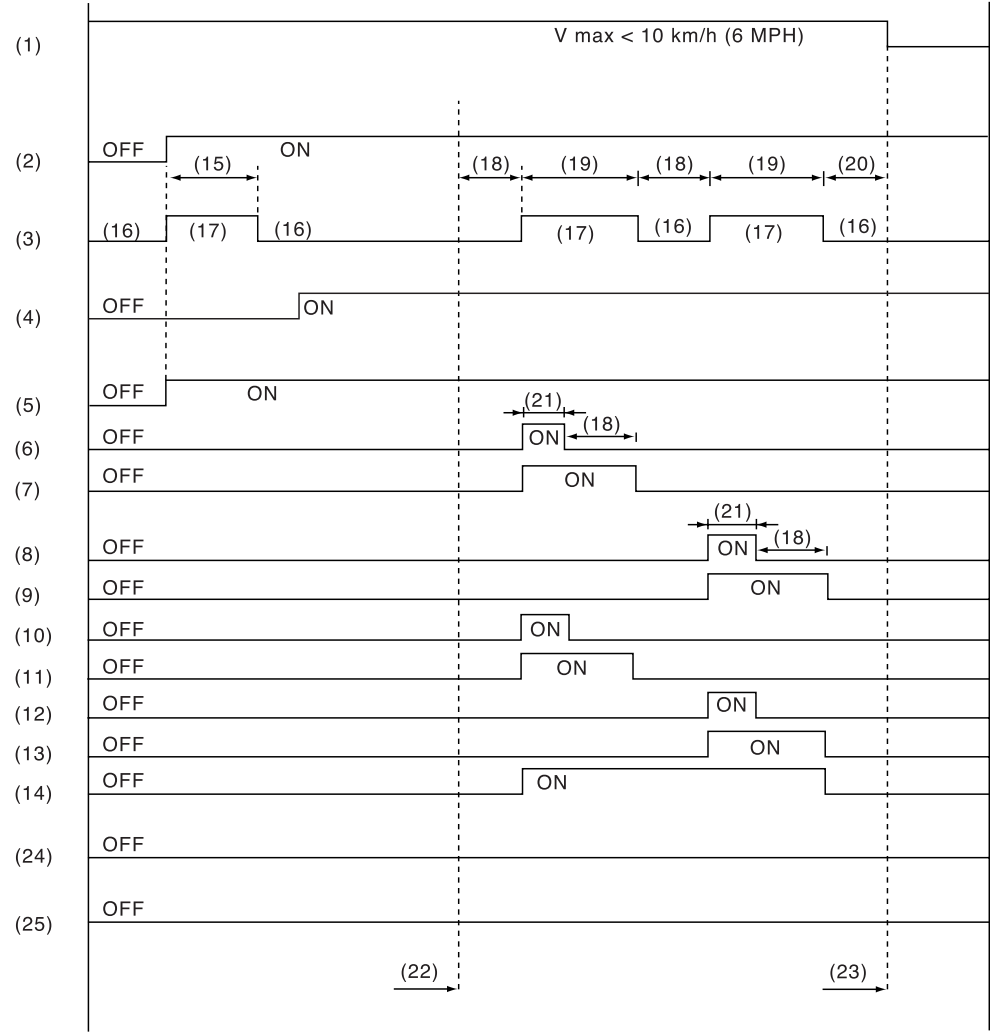 (1) V max < 10 km/h (6 MPH)
(2) OFF ON
(15) (18) (19) (18) (19) (20)
(3) (16) (17) (16) (17) (16) (17) (16)
(4) OFF ON
(5) OFF ON
(21)
(6) OFF ON (18)
(7) OFF ON
(21)
(8) OFF ON (18)
(9) OFF ON
(10) OFF ON
(11) OFF ON
(12) OFF ON
(13) OFF ON
(14) OFF ON
(24) OFF
(25) OFF
(22) (23)